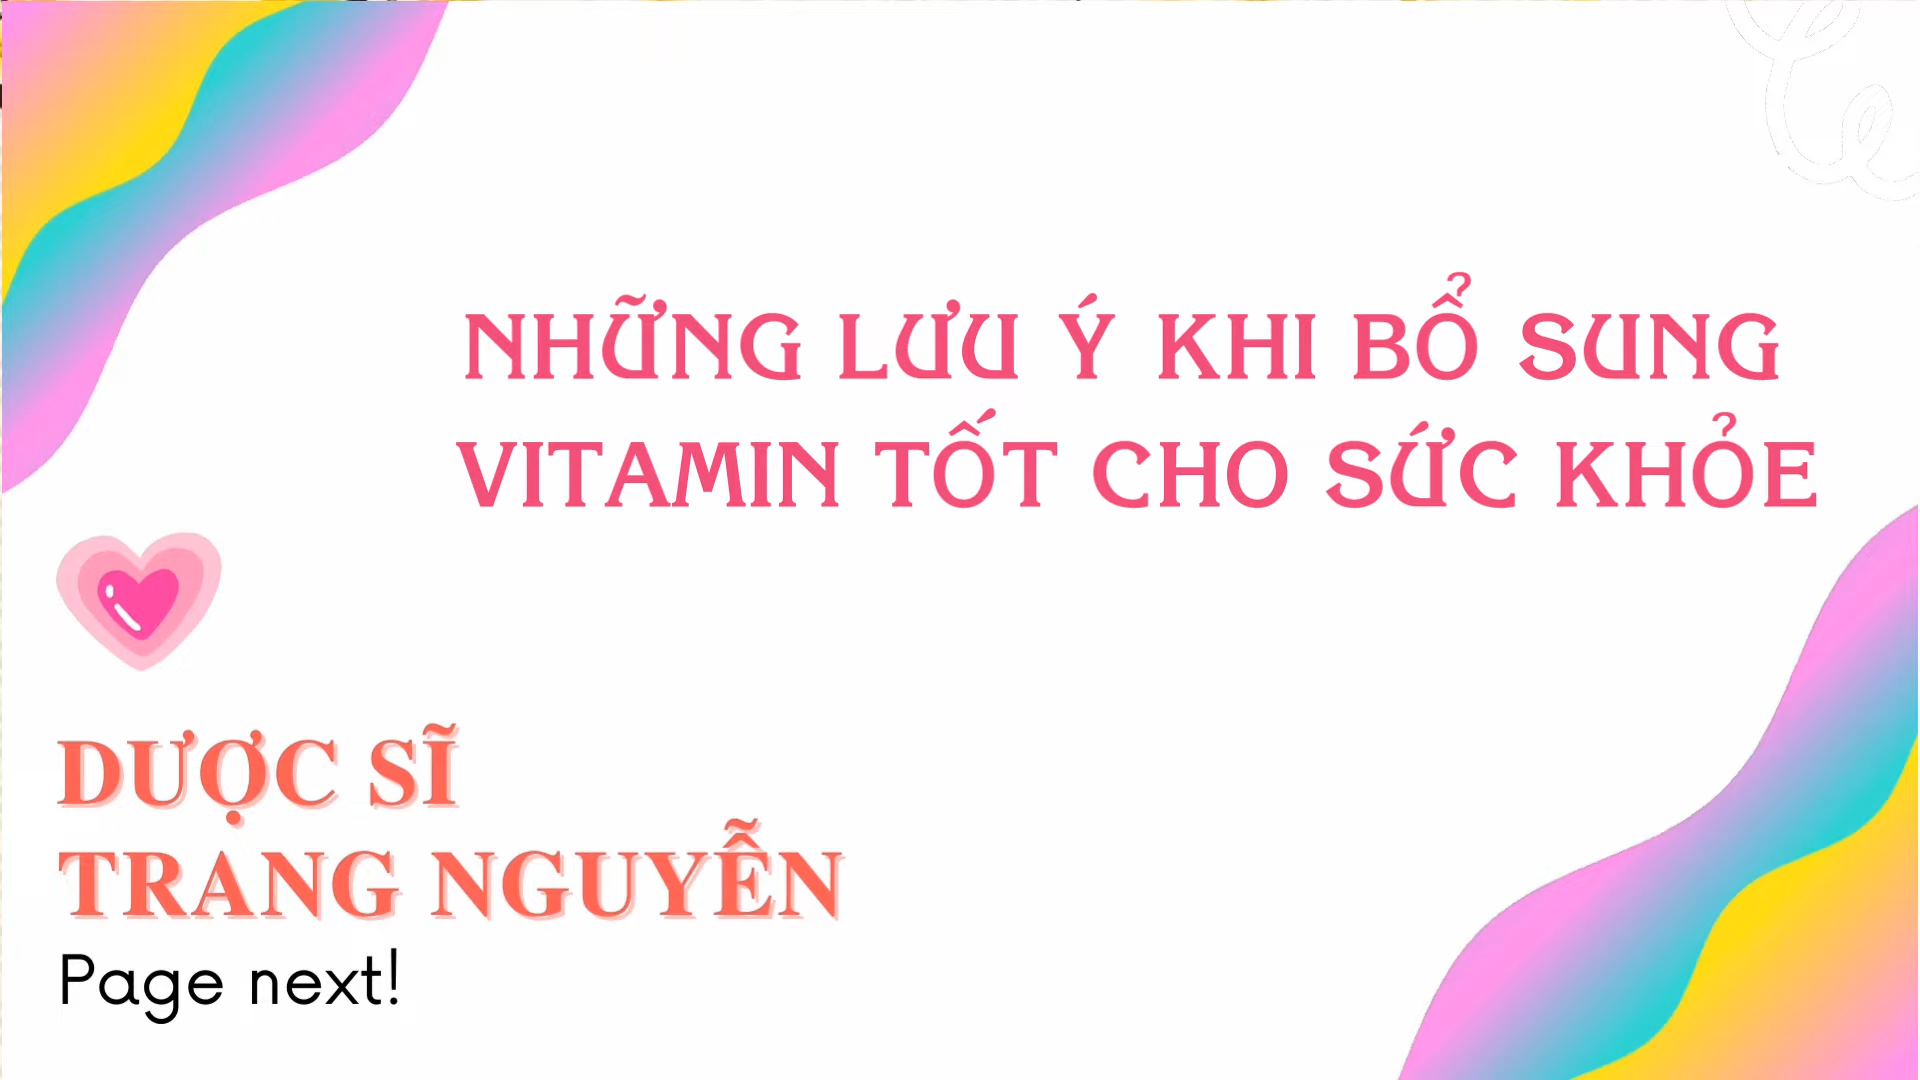 NHỮNG LƯU Ý KHI BỔ SUNG
VITAMIN TỐT CHO SỨC KHỎE
DƯỢC SĨ
TRANG NGUYỄN
Page next!